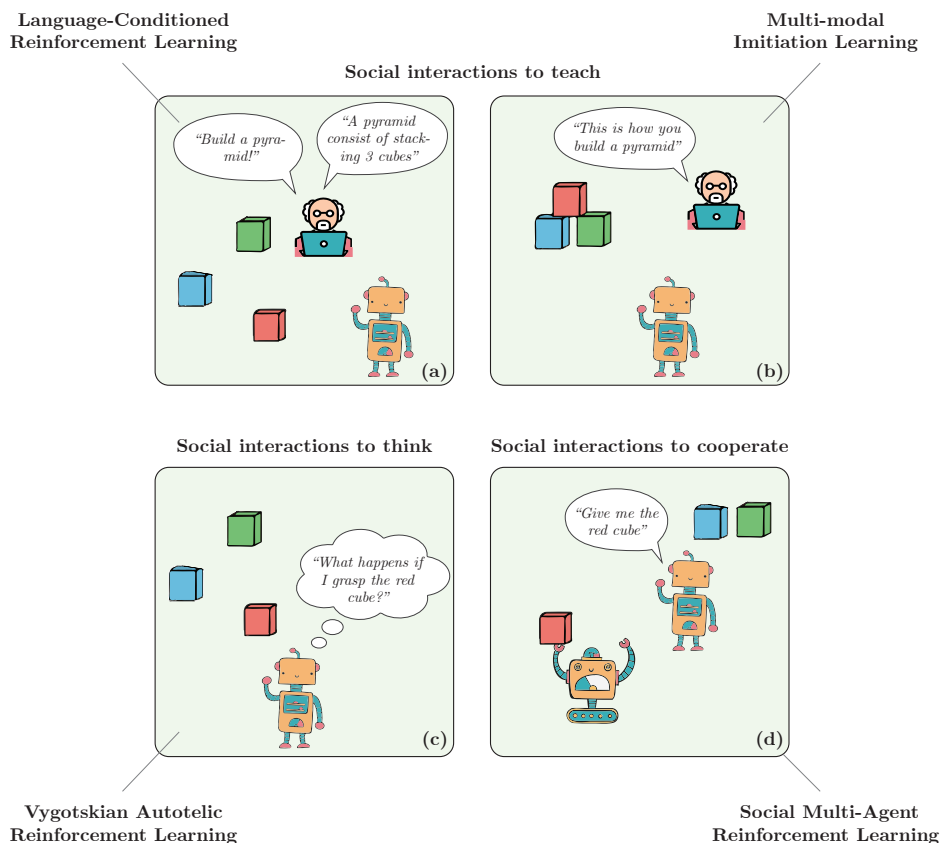 Language-Conditioned
Reinforcement Learning
Multi-modal
Imitiation Learning
Social interactions to teach
“Build a pyra-
mid!”
“A pyramid
consist of stack-
ing 3 cubes”
(a)
“This is how you
build a pyramid”
(b)
Social interactions to think
“What happens if
I grasp the red
cube?”
(c)
Social interactions to cooperate
“Give me the
red cube”
(d)
Vygotskian Autotelic
Reinforcement Learning
Social Multi-Agent
Reinforcement Learning